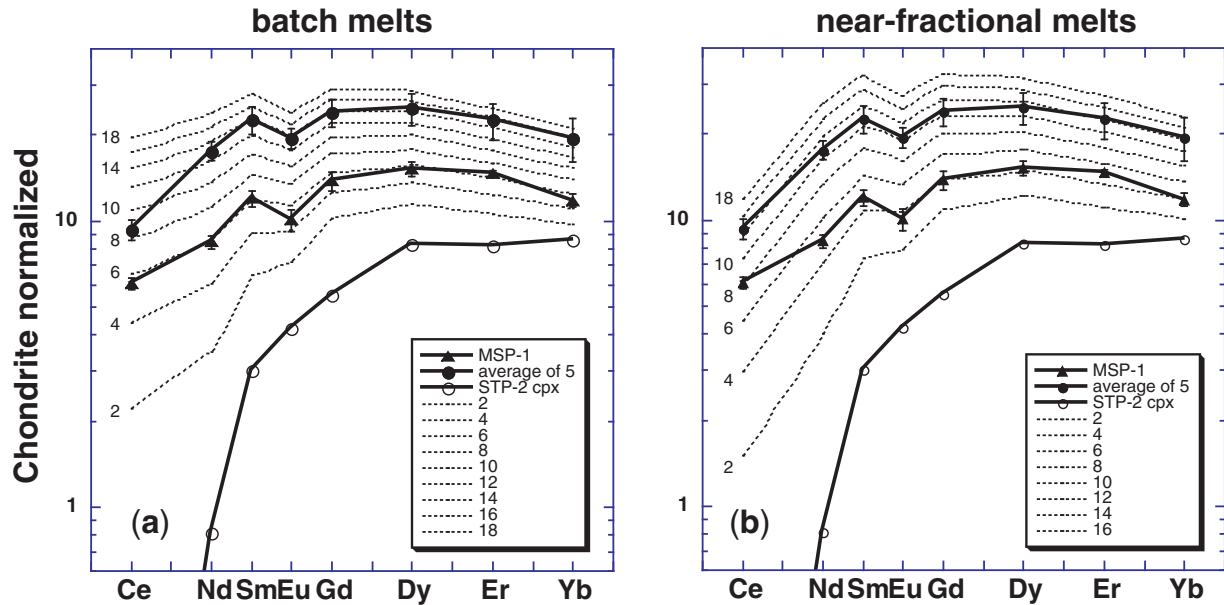 batch melts
near-fractional melts
Chondrite normalized
10
1
18
14
10
8
6
4
2
(a)
MSP-1
average of 5
STP-2 cpx
2
4
6
8
10
12
14
16
18
Ce Nd Sm Eu Gd Dy Er Yb
10
1
18
10
8
6
4
2
(b)
MSP-1
average of 5
STP-2 cpx
2
4
6
8
10
12
14
16
Ce Nd Sm Eu Gd Dy Er Yb